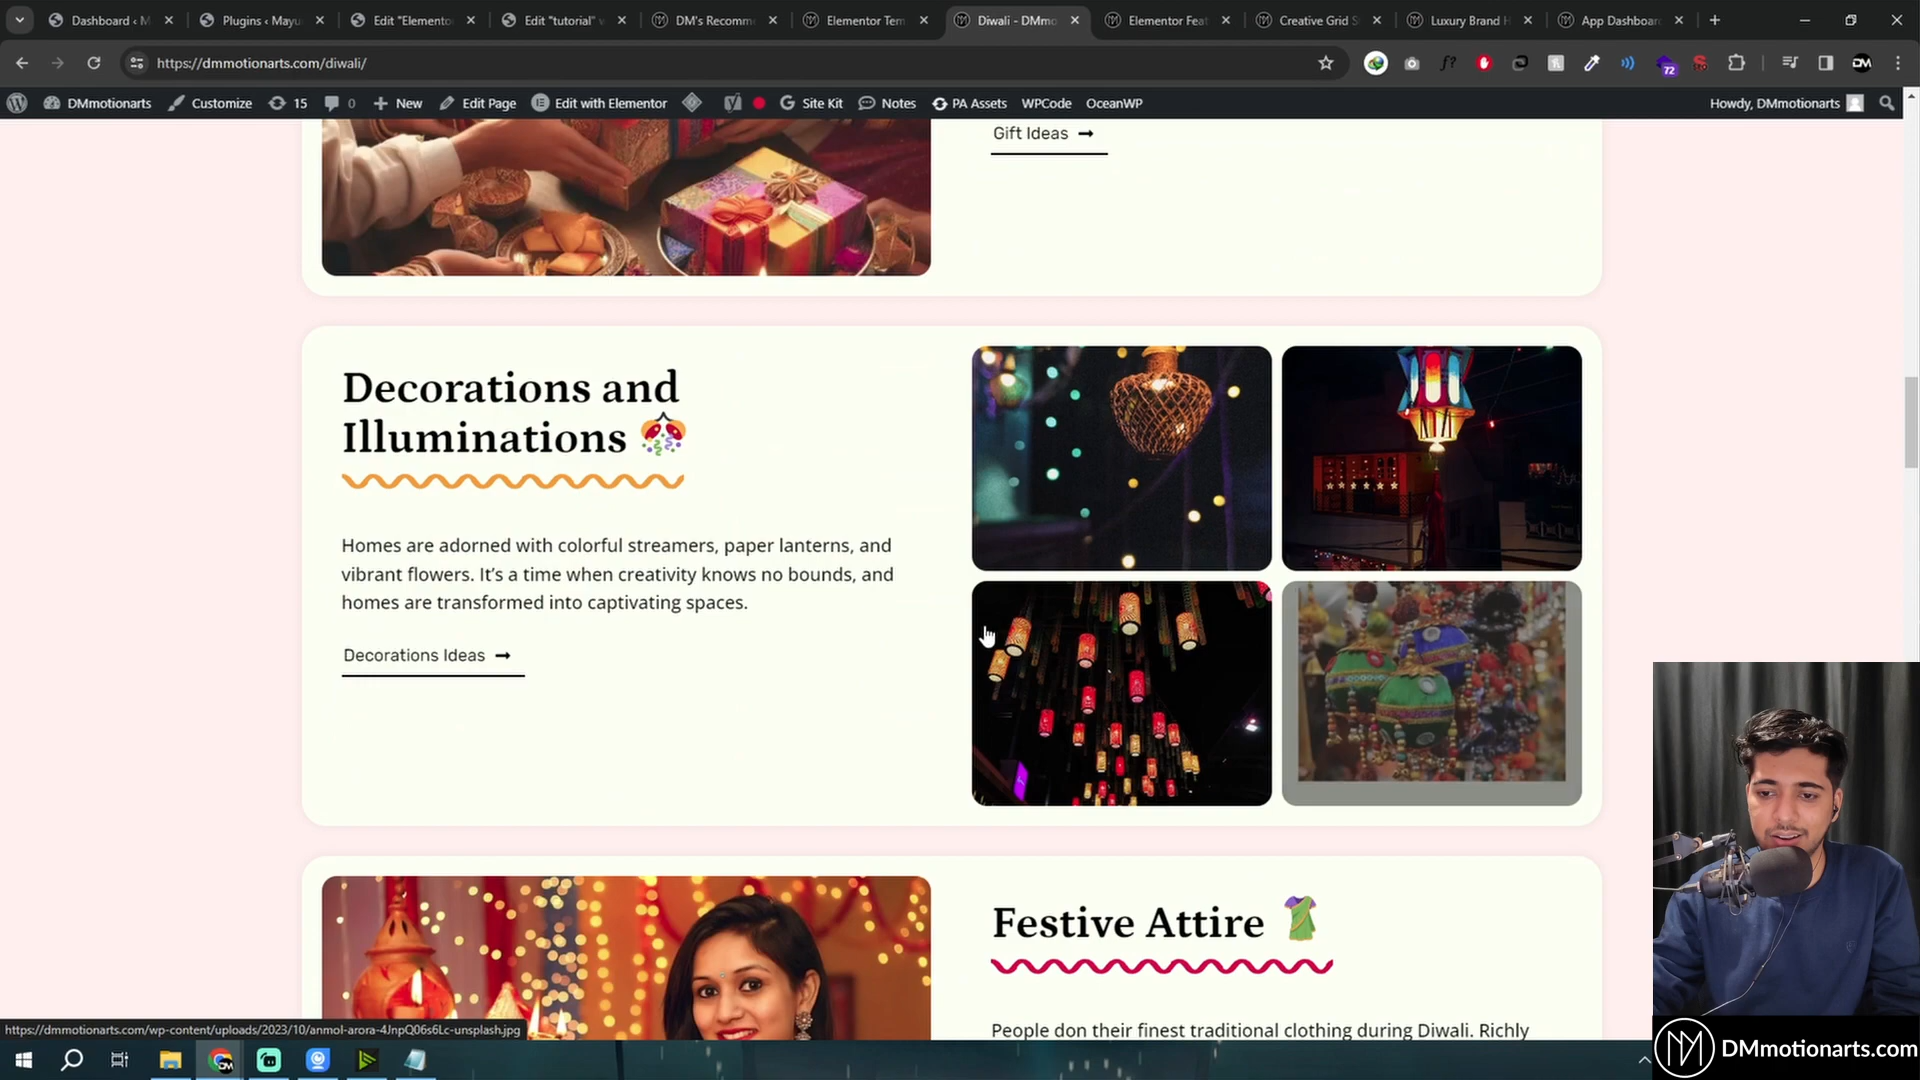 Dashboard ‹ M
Plugins ‹ Mayu
Edit "Elemento
Edit "tutorial" v
DM's Recomm
Elementor Tem
Diwali - DMmo
Elementor Feat
Creative Grid S
Luxury Brand H
App Dashboard
https://dmmotionarts.com/diwali/
72
DMmotionarts
Customize
15
0
New
Edit Page
Edit with Elementor
Site Kit
Notes
PA Assets
WPCode
OceanWP
Howdy, DMmotionarts
Gift Ideas
Decorations and
Illuminations
Homes are adorned with colorful streamers, paper lanterns, and
vibrant flowers. It's a time when creativity knows no bounds, and
homes are transformed into captivating spaces.
Decorations Ideas
Festive Attire
People don their finest traditional clothing during Diwali. Richly
https://dmmotionarts.com/wp-content/uploads/2023/10/anmol-arora-4JnpQ06s6Lc-unsplash.jpg
DMmotionarts.com